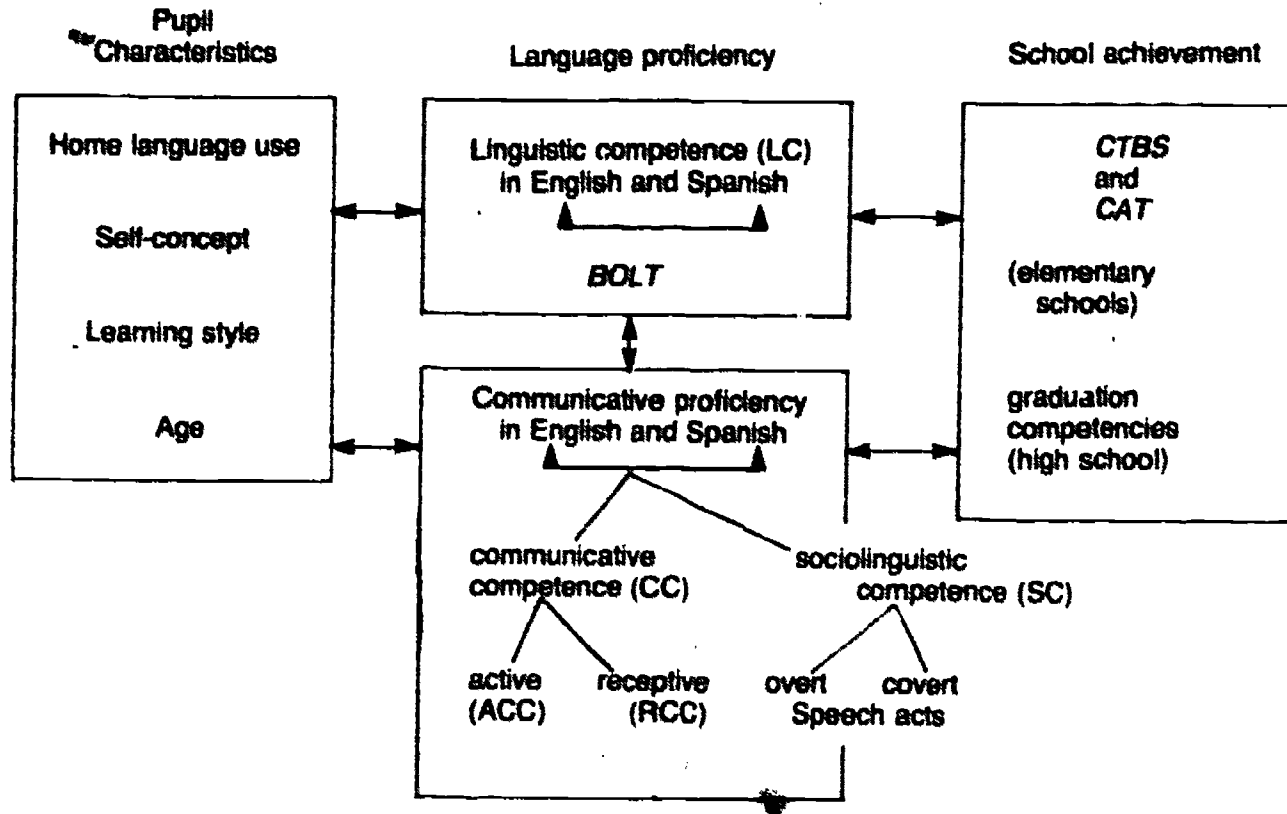 Pupil
Characteristics
Home language use
Self-concept
Learning style
Age
Language proficiency
Linguistic competence (LC)
in English and Spanish
BOLT
Communicative proficiency
in English and Spanish
communicative
competence (CC)
sociolinguistic
competence (SC)
active
(ACC)
receptive
(RCC)
overt
covert
Speech acts
School achievement
CTBS
and
CAT
(elementary
schools)
graduation
competencies
(high school)